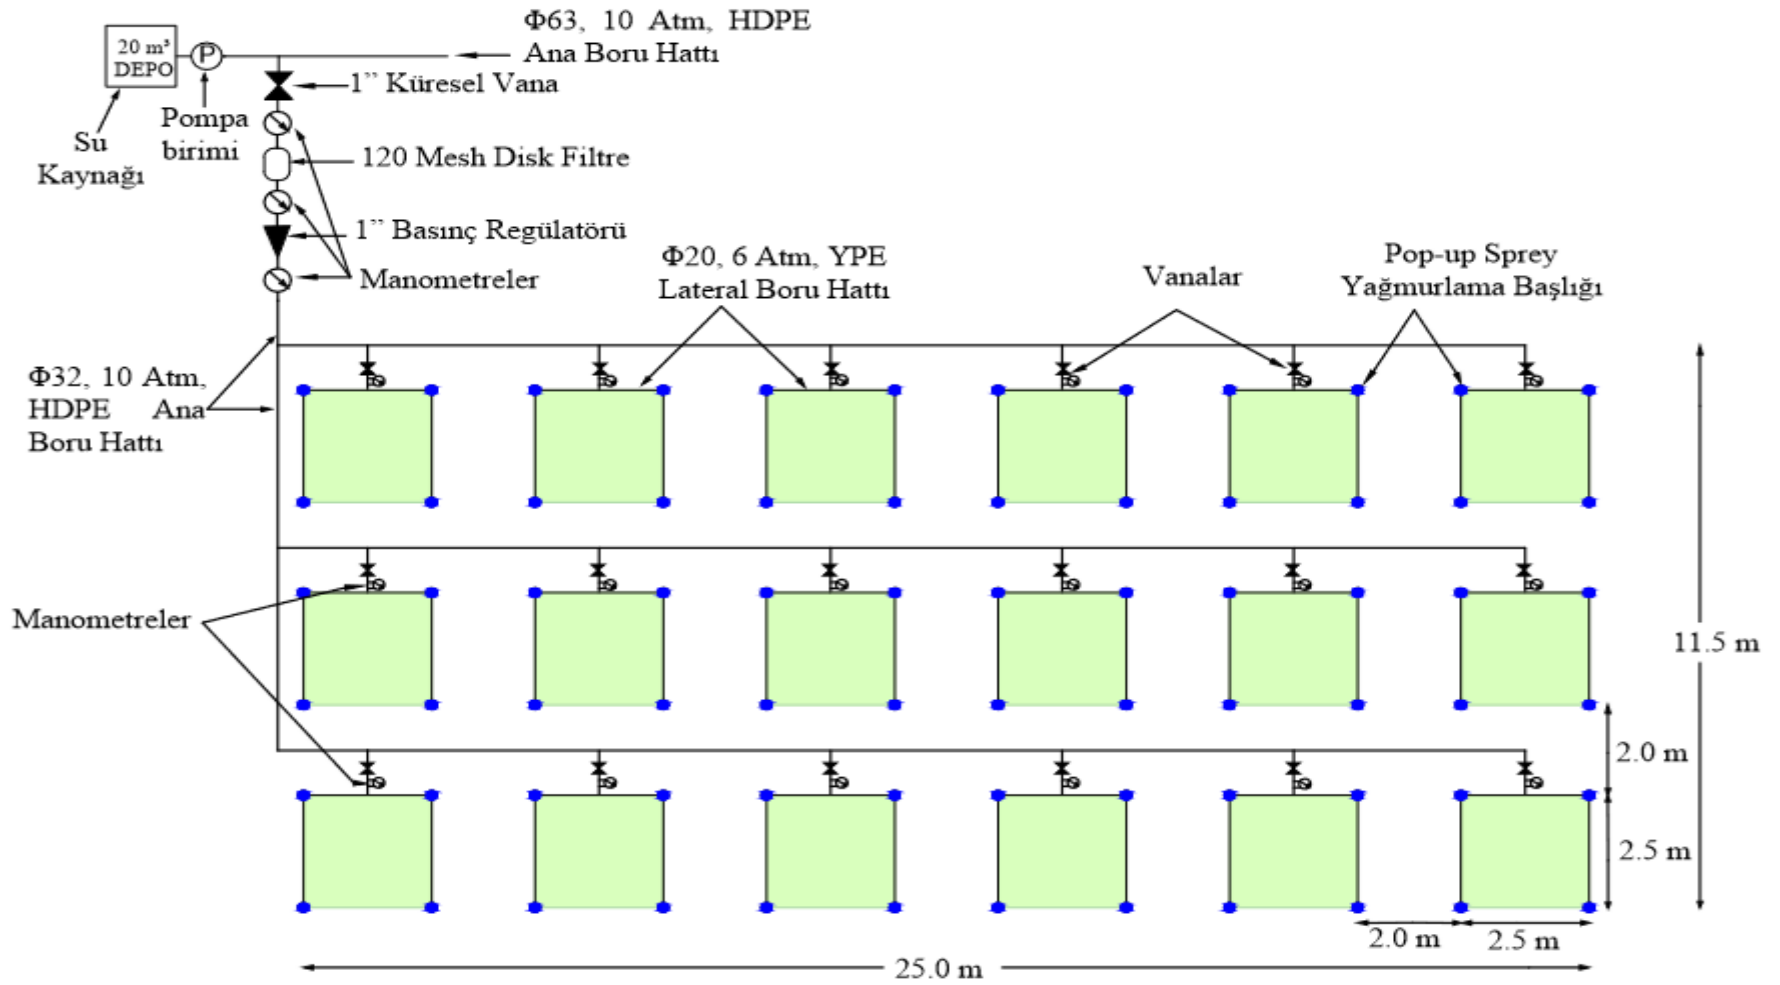 Φ63, 10 Atm, HDPE
Ana Boru Hattı
20 m³
DEPO
P
1” Küresel Vana
Su
Kaynağı
Pompa
birimi
120 Mesh Disk Filtre
1” Basınç Regülatörü
Manometreler
Φ20, 6 Atm, YPE
Lateral Boru Hattı
Vanalar
Pop-up Sprey
Yağmurlama Başlığı
Φ32, 10 Atm,
HDPE Ana
Boru Hattı
Manometreler
11.5 m
2.0 m
2.5 m
2.0 m
2.5 m
25.0 m